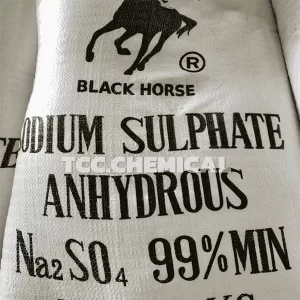 ®
BLACK HORSE
ODIUM SULPHATE
TCC.CHEMICAL
ANHYDROUS
Na2SO4 99%MIN